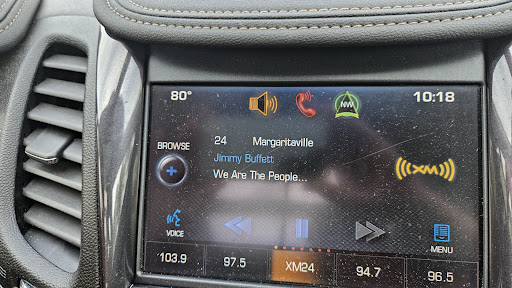 80° NW 10:18
24 Margaritaville
BROWSE
Jimmy Buffett
We Are The People...
XM
VOICE
MENU
103.9 97.5 XM24 94.7 96.5